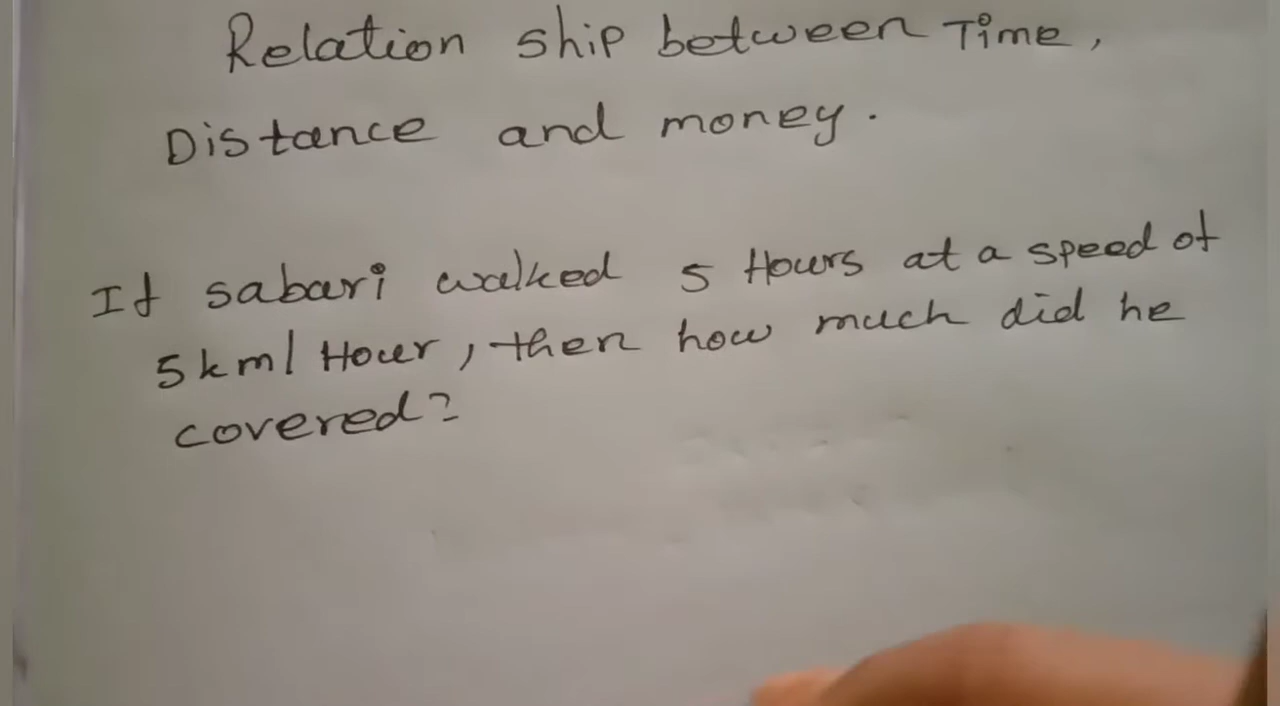 Relation ship between Time,
Distance and money.
If sabari walked 5 Hours at a speed of
5km/Hour, then how much did he
covered?